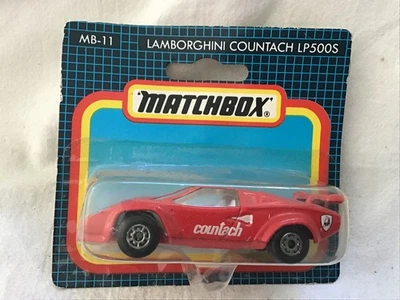 MB-11 LAMBORGHINI COUNTACH LP500S
MATCHBOX
countach